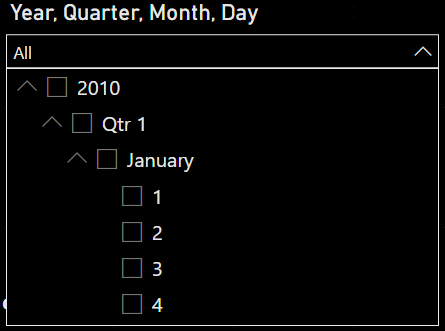 Year, Quarter, Month, Day
All
2010
Qtr 1
January
1
2
3
4